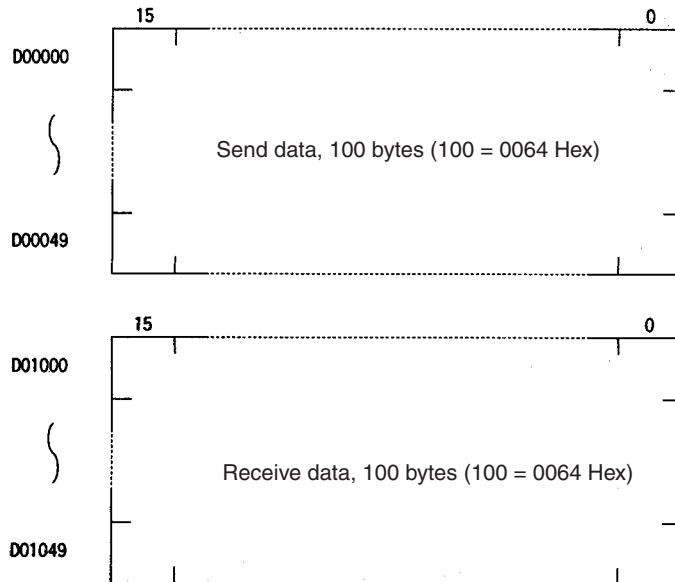 15 0
D00000
Send data, 100 bytes (100 = 0064 Hex)
D00049
15 0
D01000
Receive data, 100 bytes (100 = 0064 Hex)
D01049